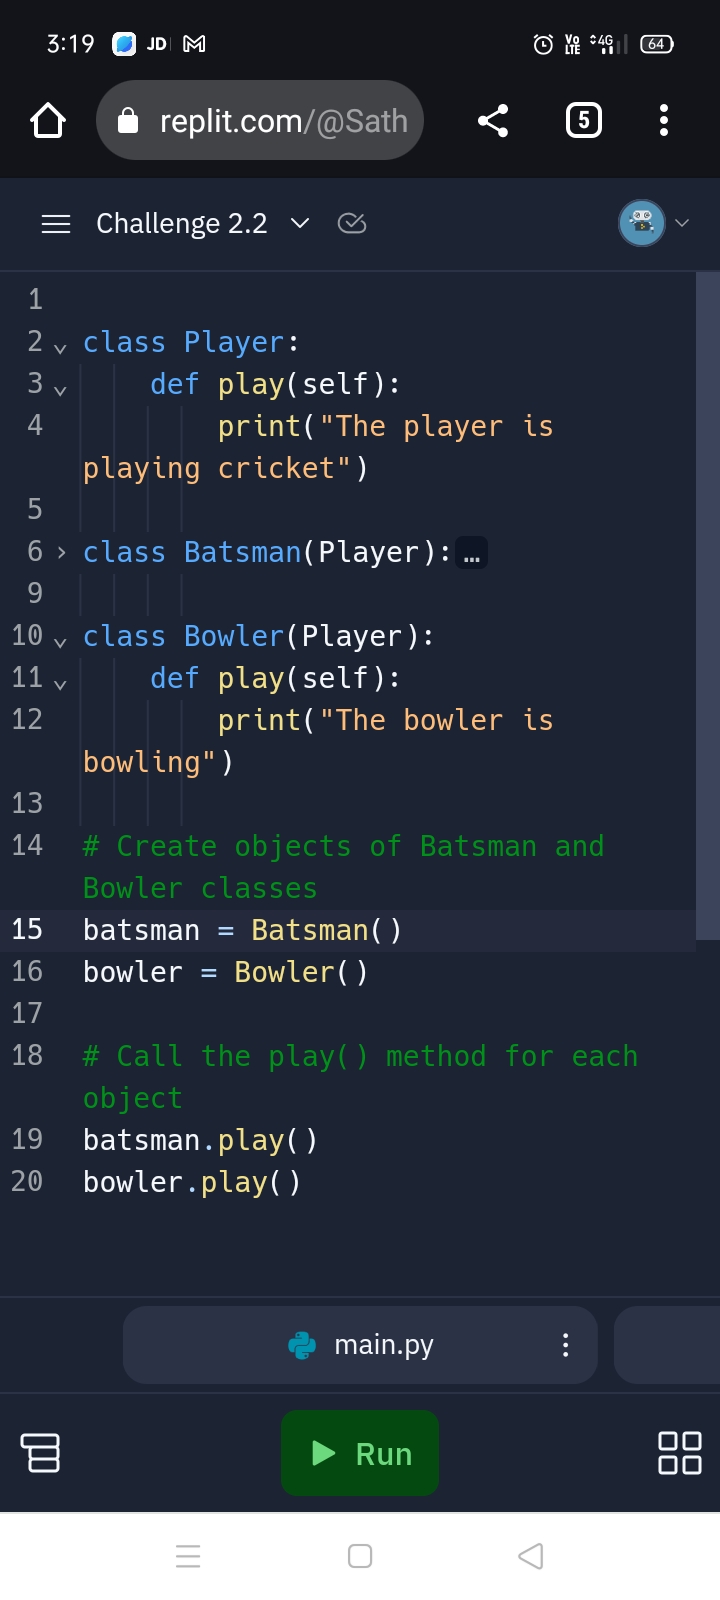 3:19 JD Vo LTE 4G 64
replit.com/@Sath 5
Challenge 2.2
1
2 class Player:
3 def play(self):
4 print("The player is
playing cricket")
5
6 class Batsman(Player):…
9
10 class Bowler(Player):
11 def play(self):
12 print("The bowler is
bowling")
13
14 # Create objects of Batsman and
Bowler classes
15 batsman = Batsman()
16 bowler = Bowler()
17
18 # Call the play() method for each
object
19 batsman.play()
20 bowler.play()
main.py
Run